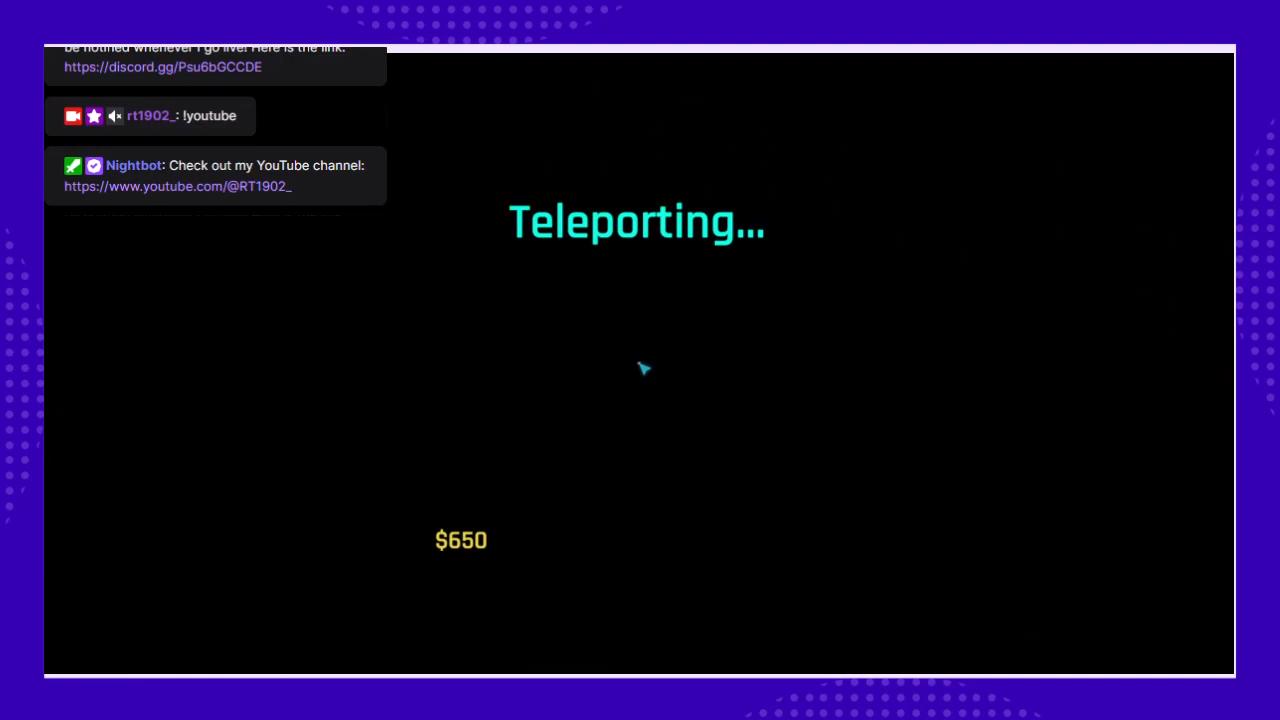 be notified whenever I go live! Here is the link:
https://discord.gg/Psu6bGCCDE
rt1902_: !youtube
Nightbot: Check out my YouTube channel:
https://www.youtube.com/@RT1902_
Teleporting...
$650